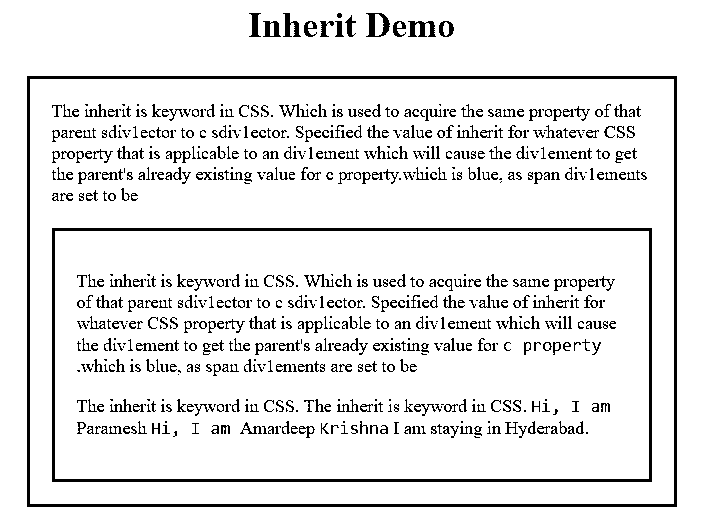 Inherit Demo
The inherit is keyword in CSS. Which is used to acquire the same property of that
parent sdiv1ector to c sdiv1ector. Specified the value of inherit for whatever CSS
property that is applicable to an div1ement which will cause the div1ement to get
the parent's already existing value for c property.which is blue, as span div1ements
are set to be
The inherit is keyword in CSS. Which is used to acquire the same property
of that parent sdiv1ector to c sdiv1ector. Specified the value of inherit for
whatever CSS property that is applicable to an div1ement which will cause
the div1ement to get the parent's already existing value for c property
.which is blue, as span div1ements are set to be
The inherit is keyword in CSS. The inherit is keyword in CSS. Hi, I am
Paramesh Hi, I am Amardeep Krishna I am staying in Hyderabad.